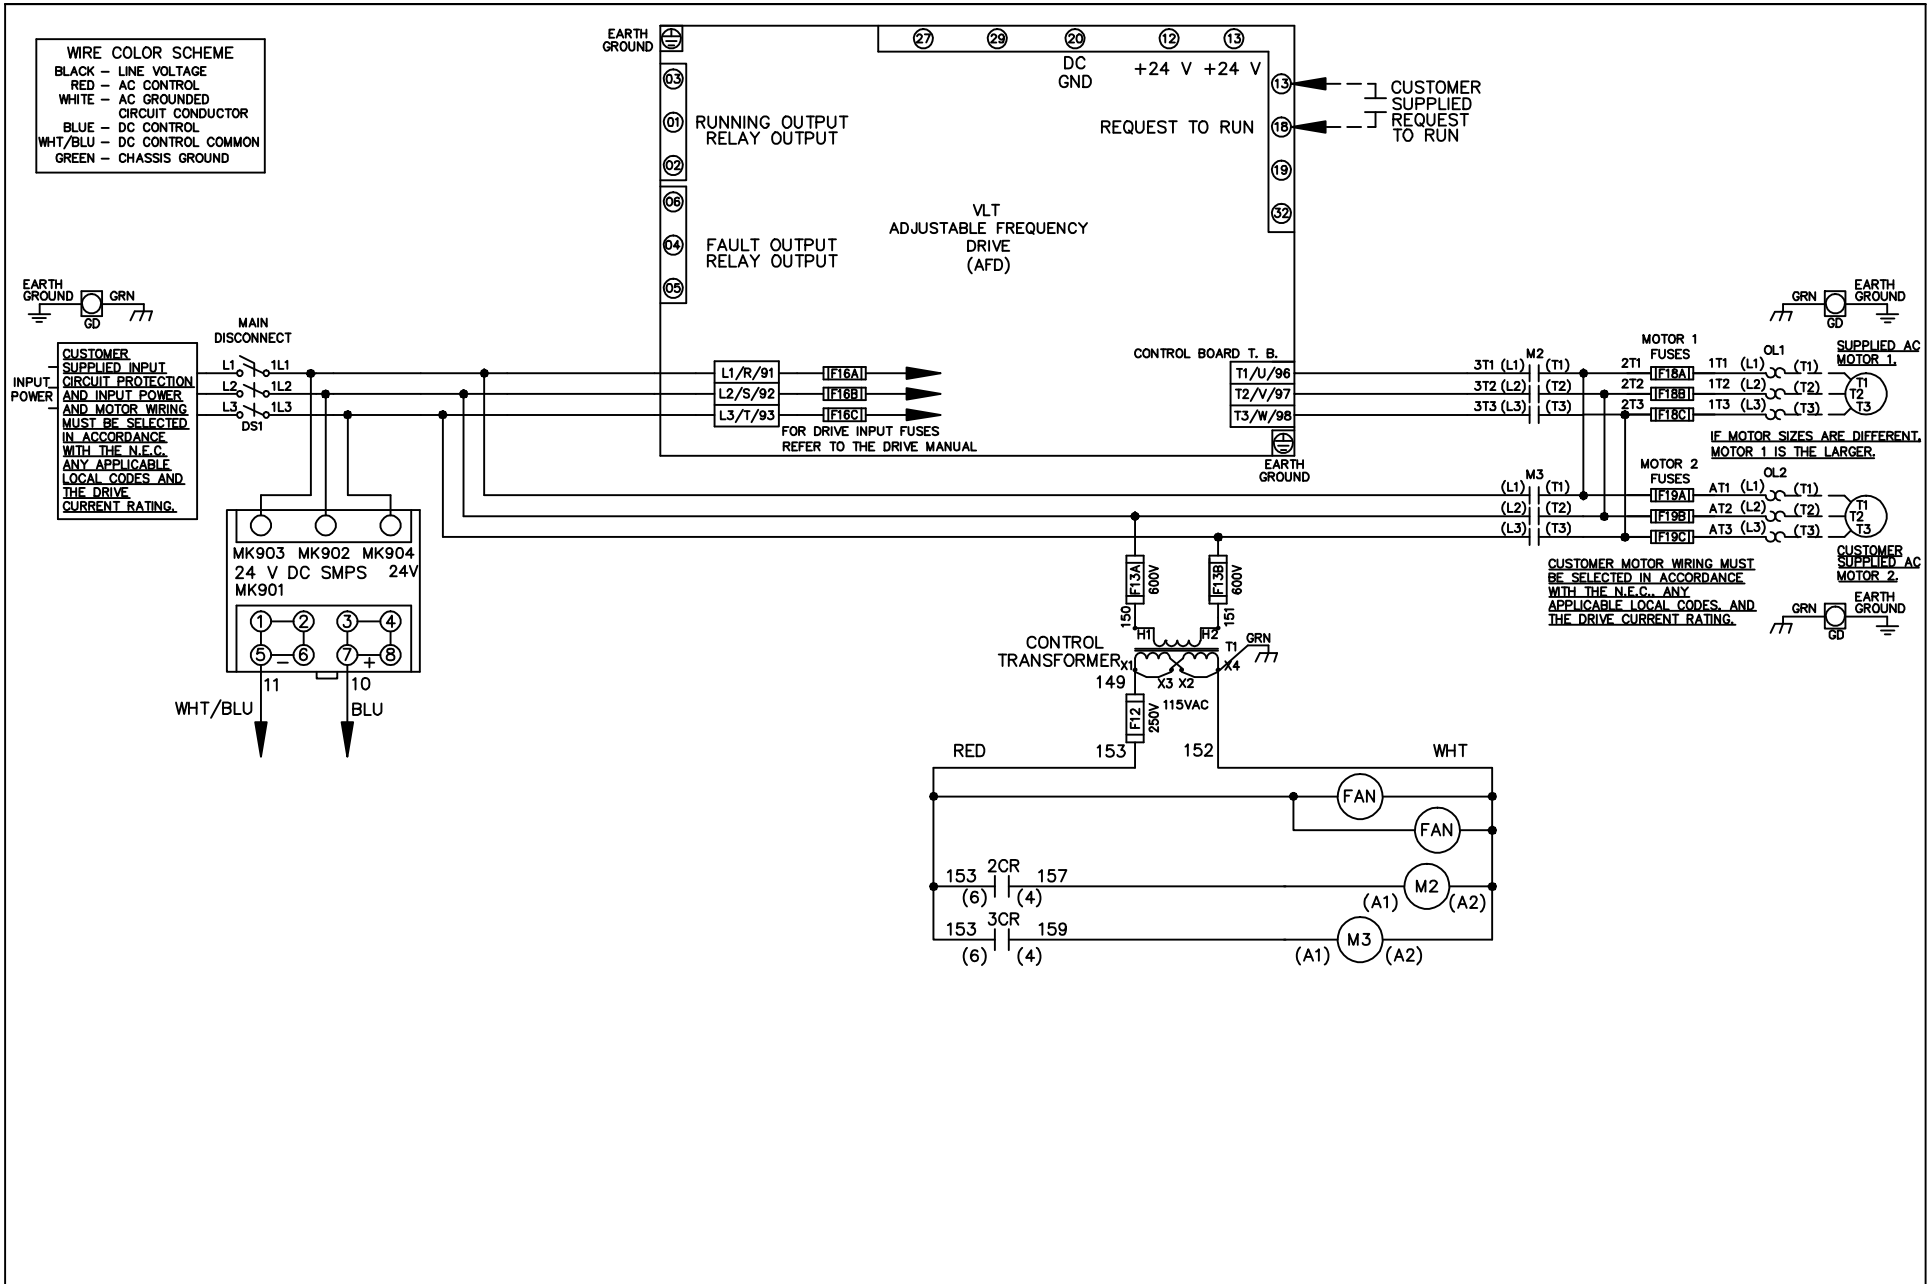 WIRE COLOR SCHEME
BLACK – LINE VOLTAGE
RED – AC CONTROL
WHITE – AC GROUNDED
CIRCUIT CONDUCTOR
BLUE – DC CONTROL
WHT/BLU – DC CONTROL COMMON
GREEN – CHASSIS GROUND
EARTH
GROUND
03
01
02
RUNNING OUTPUT
RELAY OUTPUT
06
04
05
FAULT OUTPUT
RELAY OUTPUT
27
29
20
12
13
DC
GND
+24 V
+24 V
13
18
19
32
REQUEST TO RUN
CUSTOMER
SUPPLIED
REQUEST
TO RUN
VLT
ADJUSTABLE FREQUENCY
DRIVE
(AFD)
EARTH
GROUND
GRN
GD
INPUT
POWER
CUSTOMER
SUPPLIED INPUT
CIRCUIT PROTECTION
AND INPUT POWER
AND MOTOR WIRING
MUST BE SELECTED
IN ACCORDANCE
WITH THE N.E.C.
ANY APPLICABLE
LOCAL CODES AND
THE DRIVE
CURRENT RATING.
MAIN
DISCONNECT
L1 1L1
L2 1L2
L3 1L3
DS1
L1/R/91 F16A
L2/S/92 F16B
L3/T/93 F16C
FOR DRIVE INPUT FUSES
REFER TO THE DRIVE MANUAL
CONTROL BOARD T. B.
T1/U/96
T2/V/97
T3/W/98
EARTH
GROUND
M2
3T1 (L1) (T1)
3T2 (L2) (T2)
3T3 (L3) (T3)
MOTOR 1
FUSES
2T1 F18A 1T1 (L1)
2T2 F18B 1T2 (L2)
2T3 F18C 1T3 (L3)
OL1
(T1)
(T2)
(T3)
T1
T2
T3
GRN
GD
EARTH
GROUND
SUPPLIED AC
MOTOR 1.
IF MOTOR SIZES ARE DIFFERENT,
MOTOR 1 IS THE LARGER.
M3
(L1) (T1)
(L2) (T2)
(L3) (T3)
MOTOR 2
FUSES
F19A AT1 (L1)
F19B AT2 (L2)
F19C AT3 (L3)
OL2
(T1)
(T2)
(T3)
T1
T2
T3
CUSTOMER
SUPPLIED AC
MOTOR 2.
CUSTOMER MOTOR WIRING MUST
BE SELECTED IN ACCORDANCE
WITH THE N.E.C., ANY
APPLICABLE LOCAL CODES, AND
THE DRIVE CURRENT RATING.
GRN
GD
EARTH
GROUND
MK903 MK902 MK904
24 V DC SMPS 24V
MK901
1 2 3 4
5 – 6 7 + 8
11 10
WHT/BLU BLU
F13A
600V
F13B
600V
150
151
H1 H2
T1
GRN
CONTROL
TRANSFORMER
X1
X3 X2
X4
149
F12
250V
115VAC
RED 153 152 WHT
FAN
FAN
2CR
153 157
(6) (4)
M2
(A1) (A2)
3CR
153 159
(6) (4)
M3
(A1) (A2)